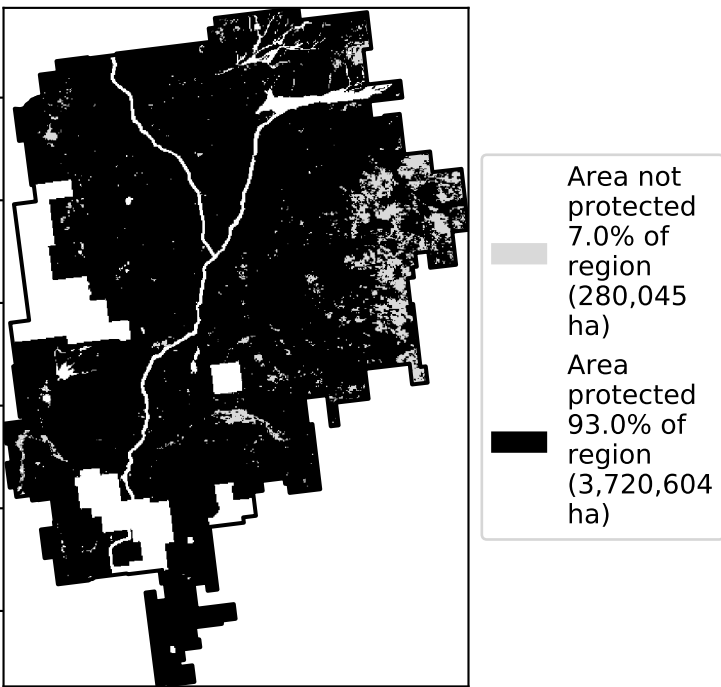 Area not
protected
7.0% of
region
(280,045
ha)
Area
protected
93.0% of
region
(3,720,604
ha)